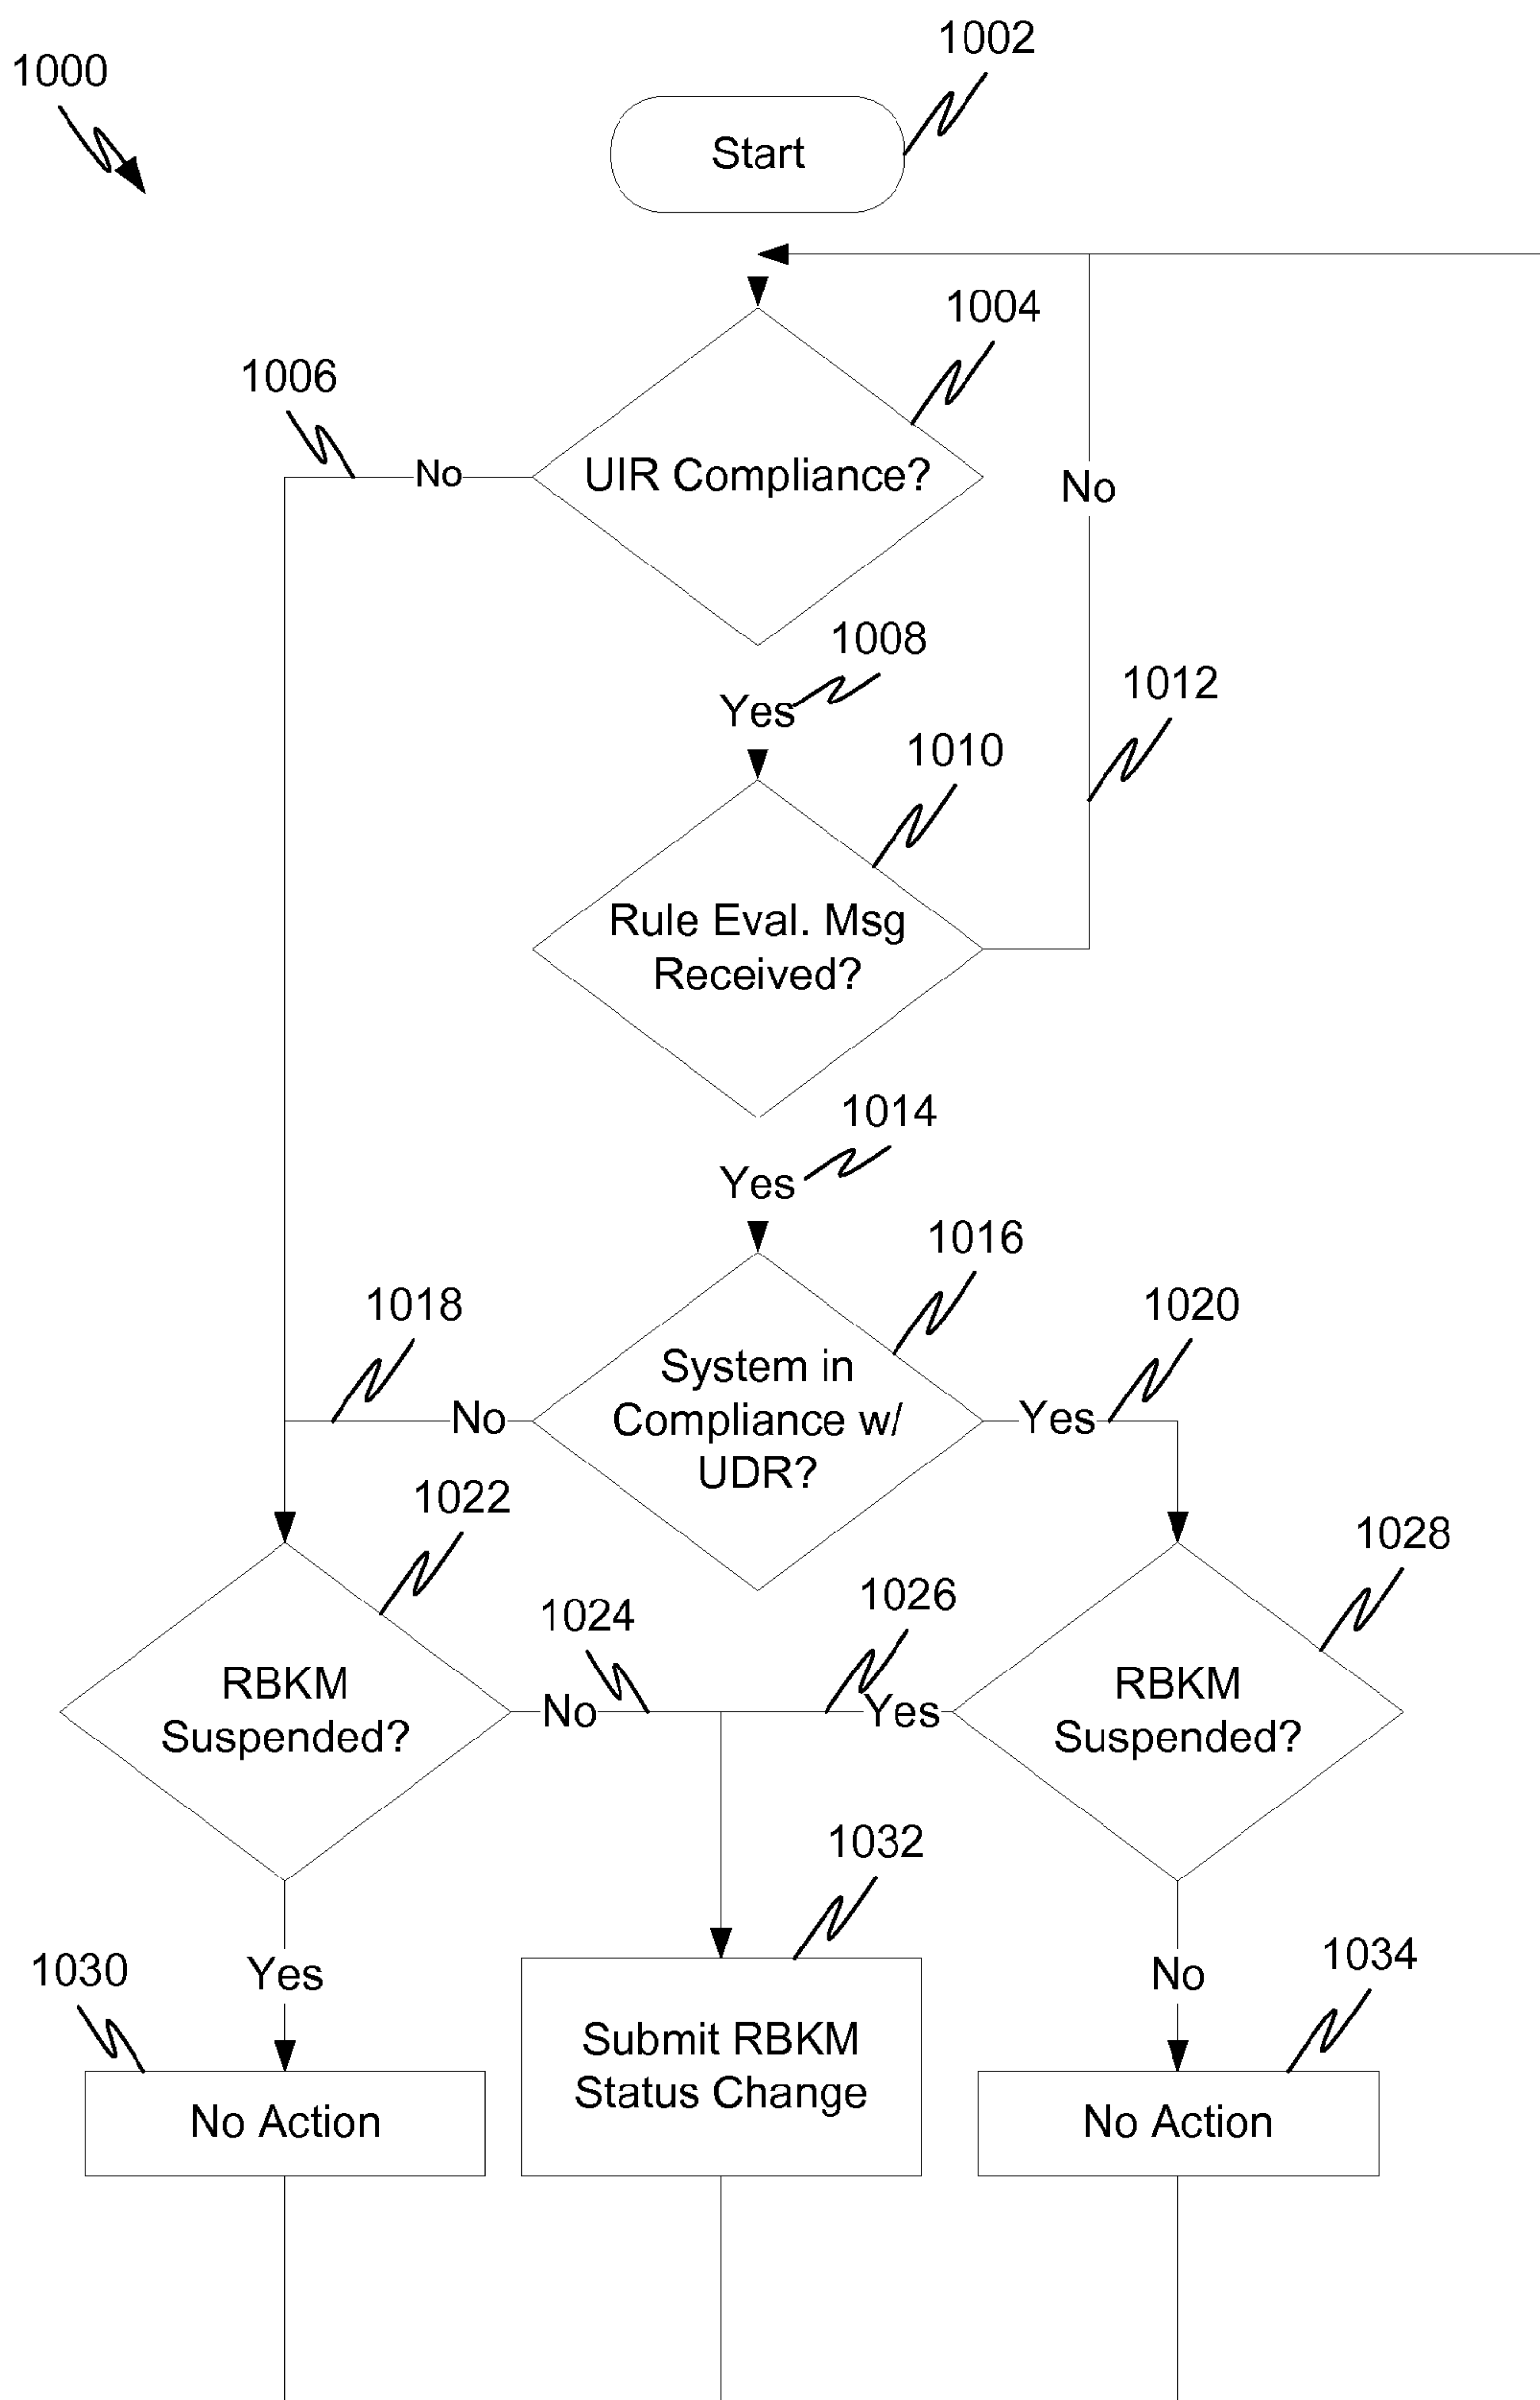 1002
1000
Start
1004
1006
UIR Compliance?
No
No
1008
Yes
1012
1010
Rule Eval. Msg
Received?
1014
Yes
1016
1018
1020
System in
Compliance w/
UDR?
No
Yes
1022
1028
1026
1024
RBKM
Suspended?
No
Yes
RBKM
Suspended?
1032
1030
Yes
No
1034
Submit RBKM
Status Change
No Action
No Action